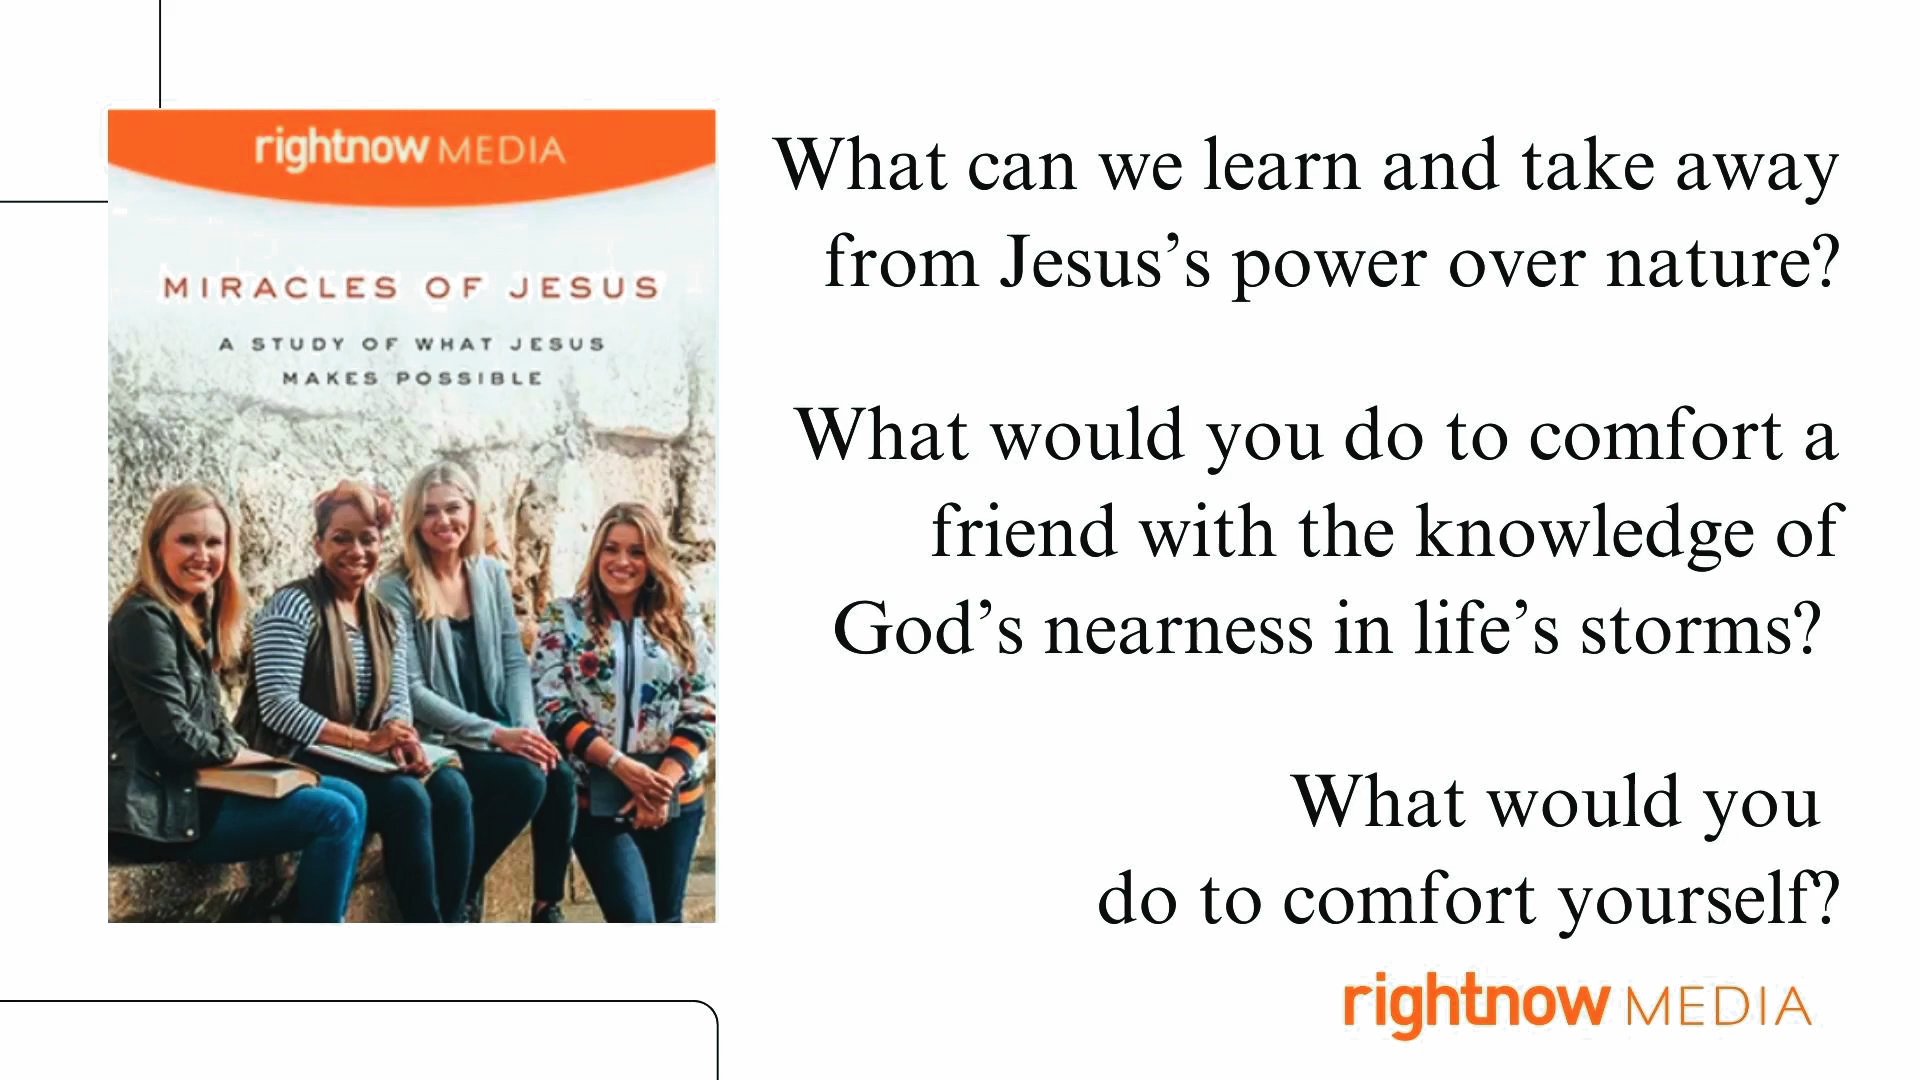 rightnow MEDIA
MIRACLES OF JESUS
A STUDY OF WHAT JESUS
MAKES POSSIBLE
What can we learn and take away
from Jesus’s power over nature?
What would you do to comfort a
friend with the knowledge of
God’s nearness in life’s storms?
What would you
do to comfort yourself?
rightnow MEDIA